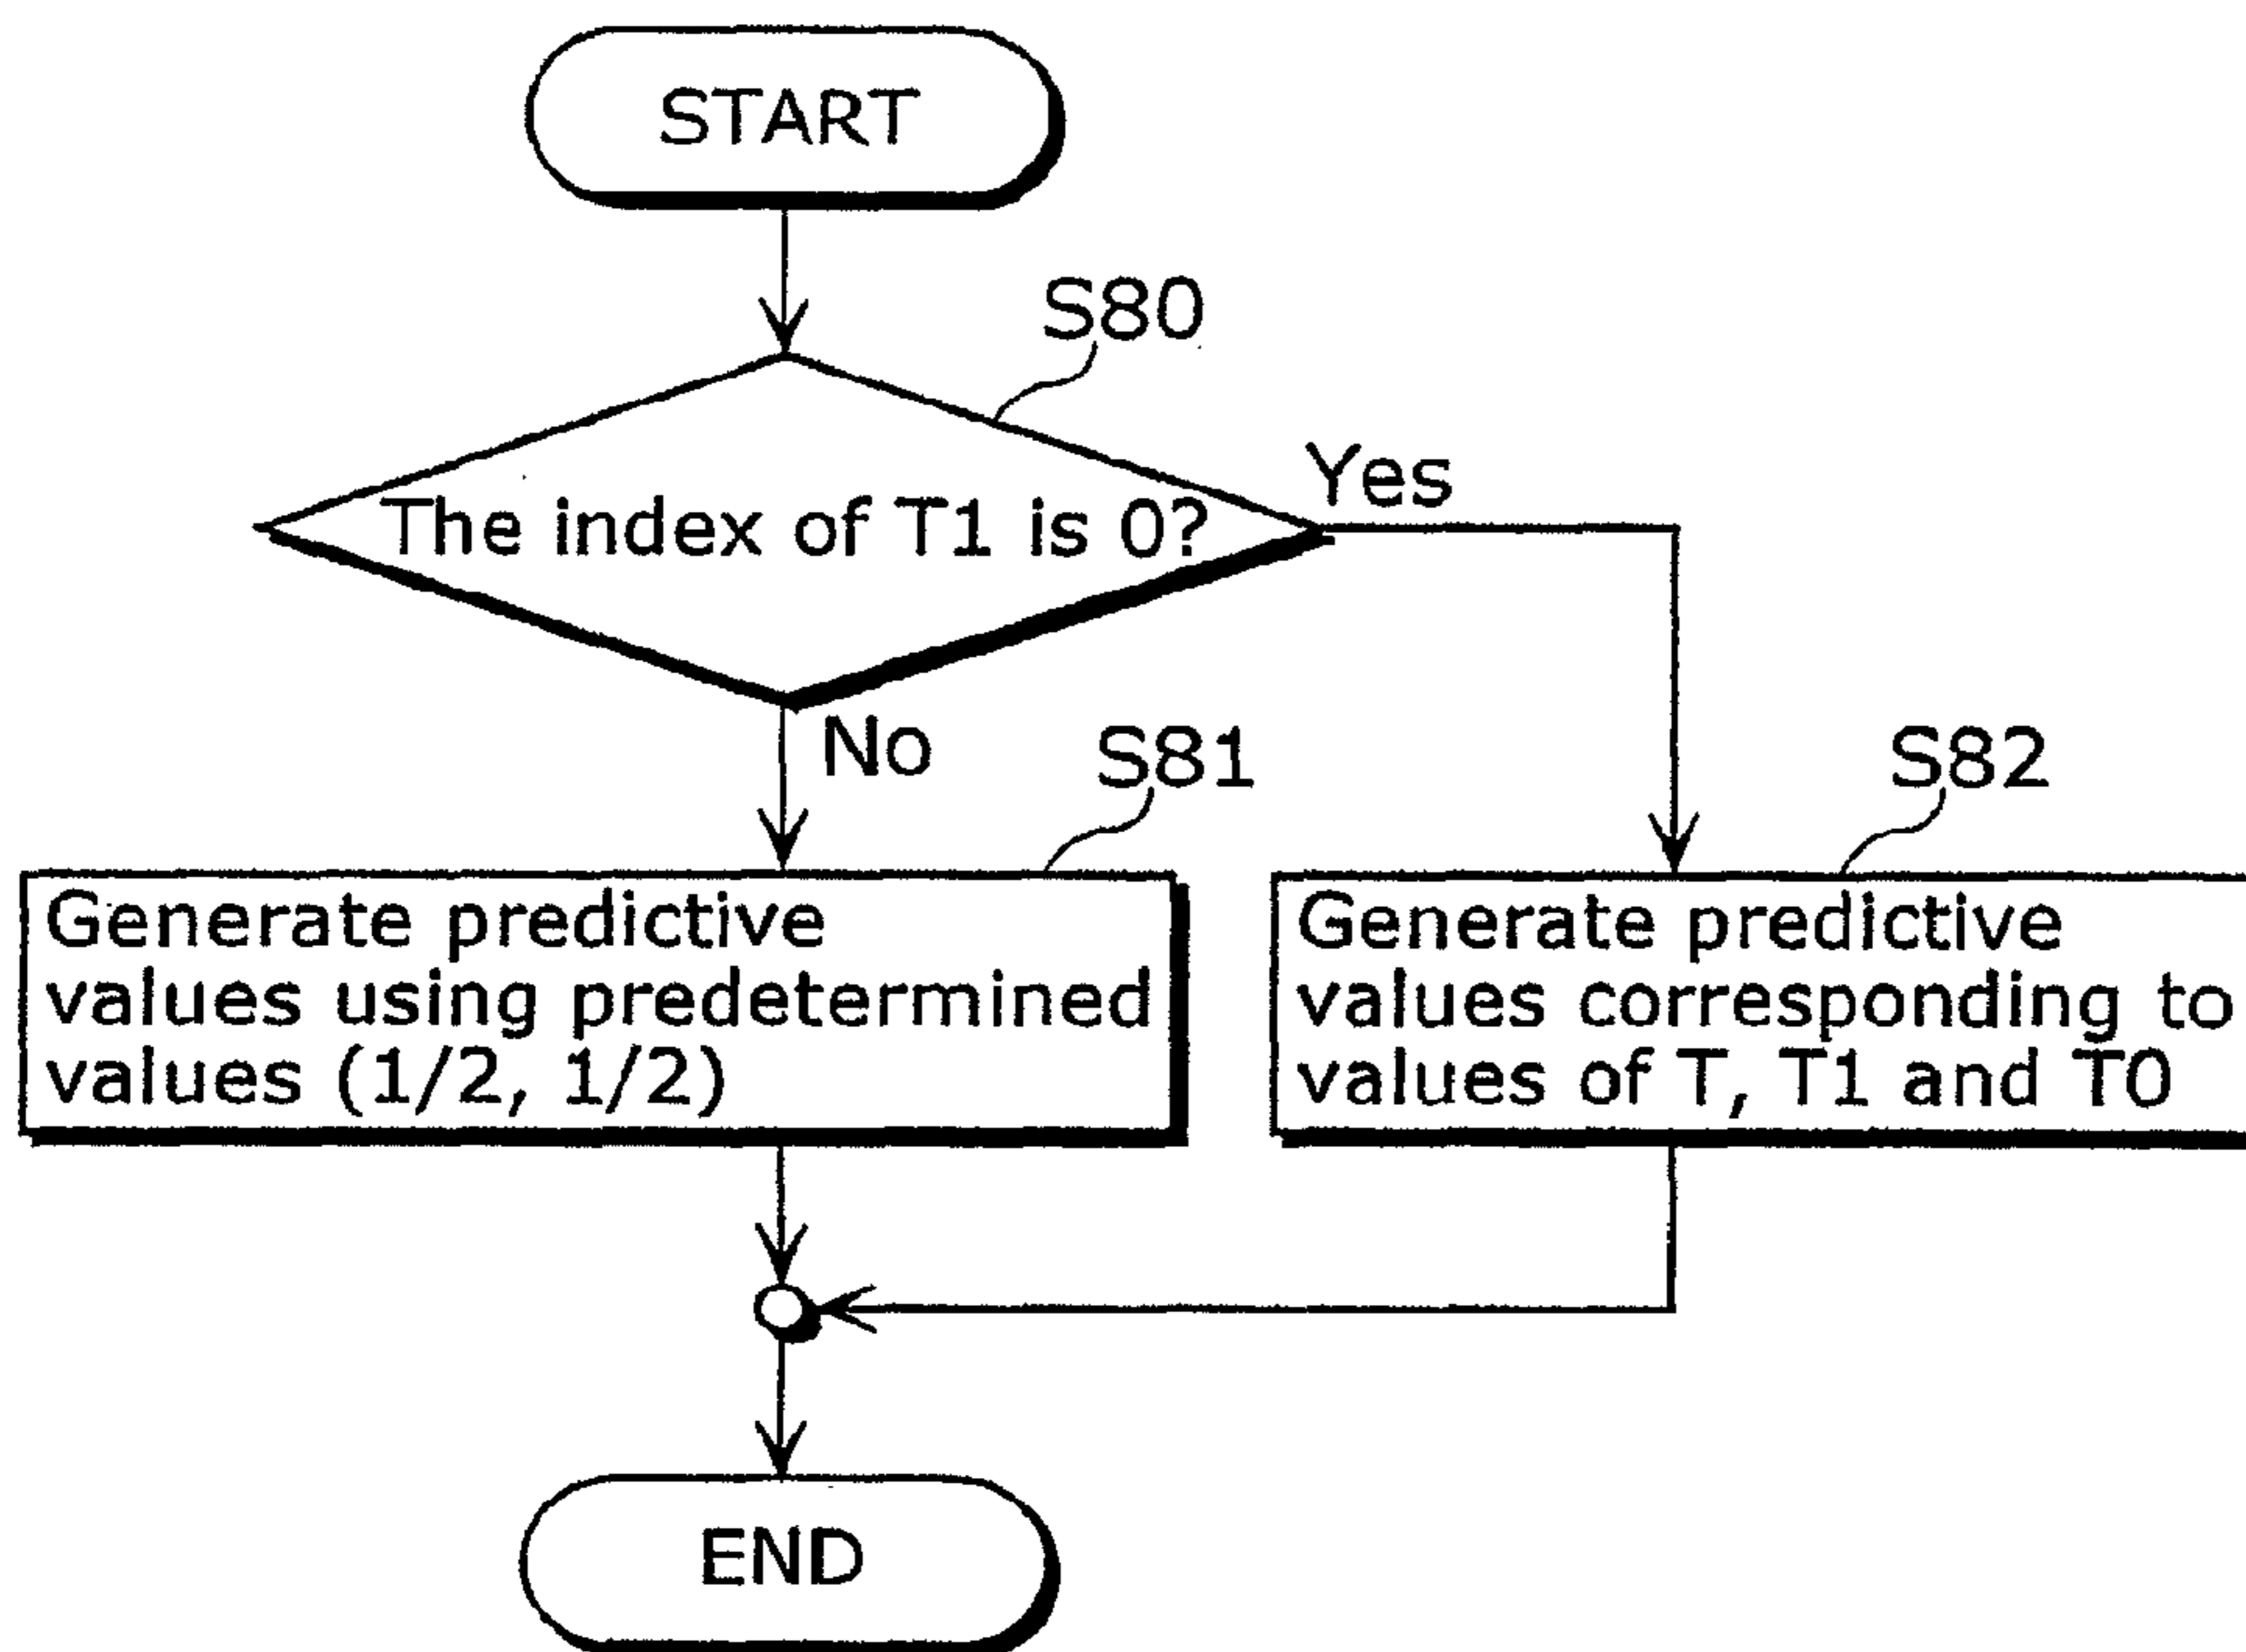 START
S80
The index of T1 is 0?
Yes
No
S81
S82
Generate predictive
values using predetermined
values (1/2, 1/2)
Generate predictive
values corresponding to
values of T, T1 and T0
END